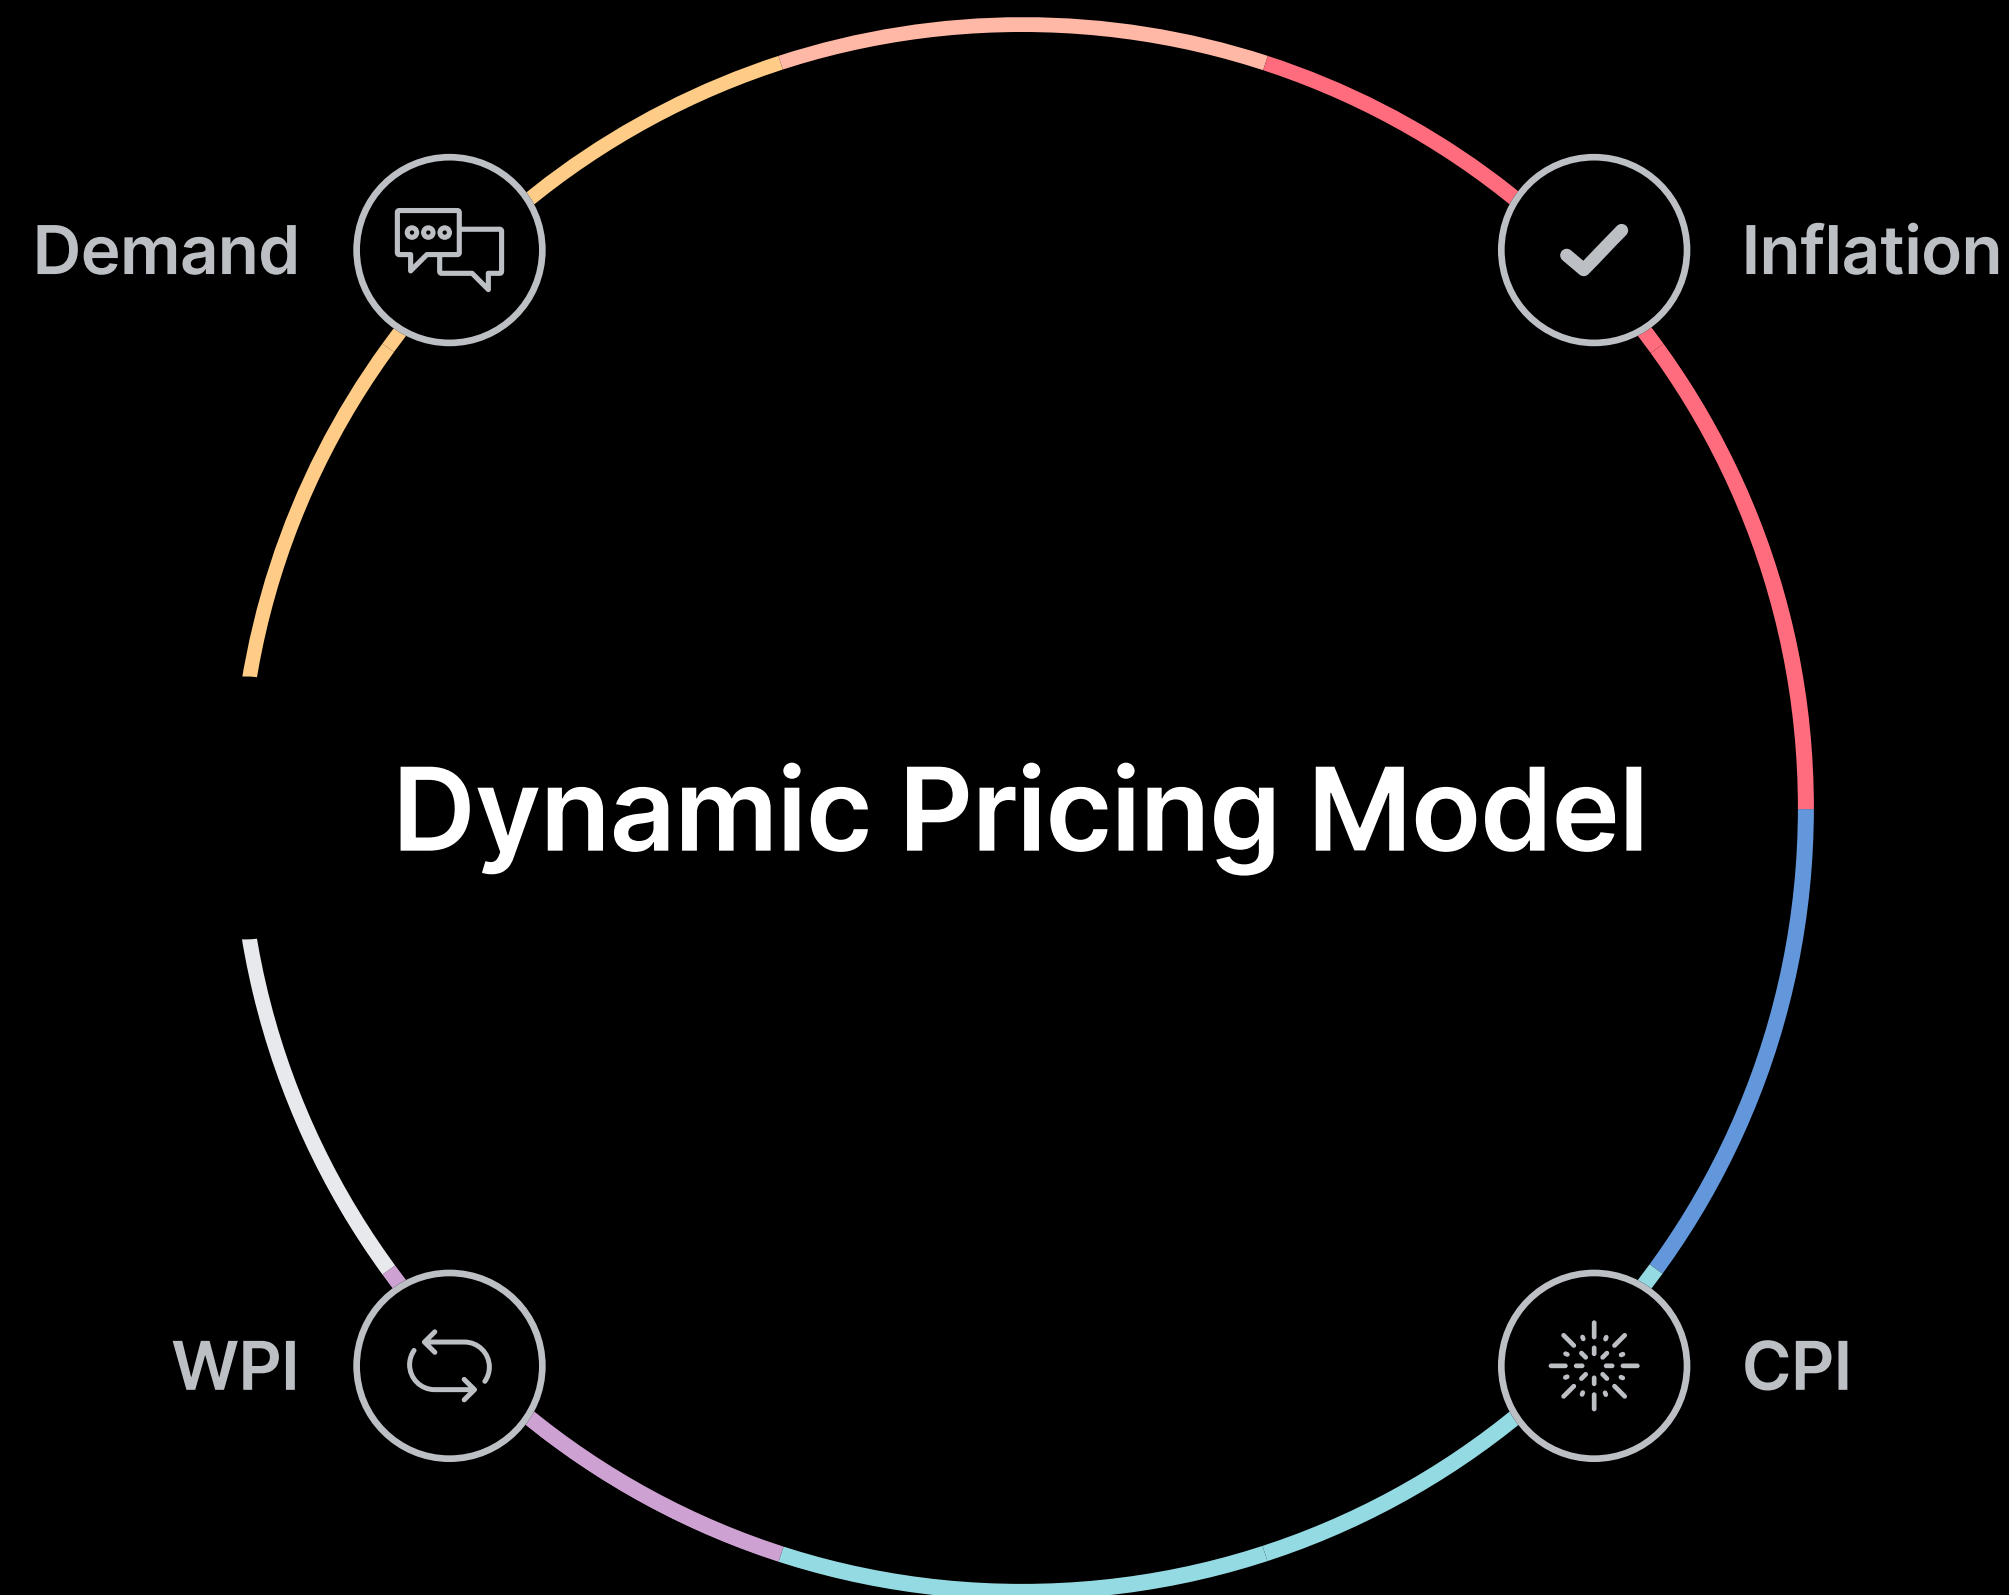 Demand
Inflation
Dynamic Pricing Model
WPI
CPI